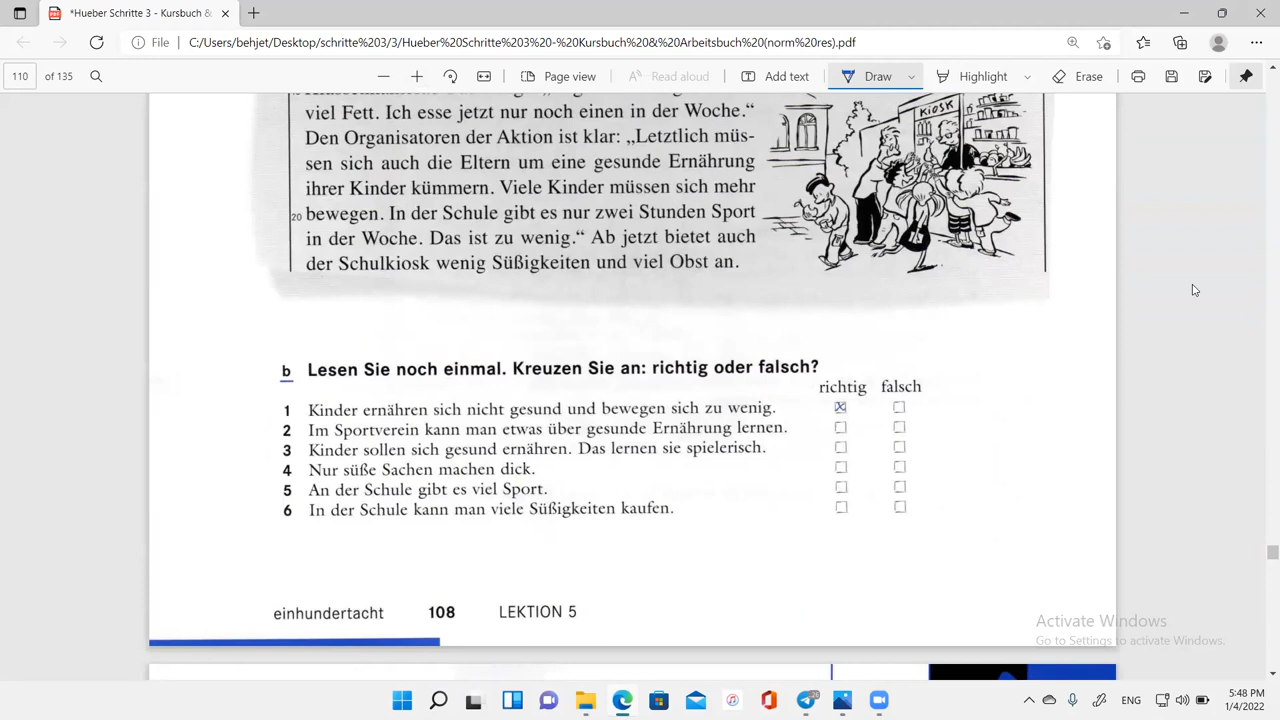 *Hueber Schritte 3 - Kursbuch &
File C:/Users/behjet/Desktop/schritte%203/3/Hueber%20Schritte%203%20-%20Kursbuch%20&%20Arbeitsbuch%20(norm%20res).pdf
110 of 135 Page view Read aloud Add text Draw Highlight Erase
viel Fett. Ich esse jetzt nur noch einen in der Woche.“
Den Organisatoren der Aktion ist klar: „Letztlich müs-
sen sich auch die Eltern um eine gesunde Ernährung
ihrer Kinder kümmern. Viele Kinder müssen sich mehr
20 bewegen. In der Schule gibt es nur zwei Stunden Sport
in der Woche. Das ist zu wenig.“ Ab jetzt bietet auch
der Schulkiosk wenig Süßigkeiten und viel Obst an.
KIOSK
b Lesen Sie noch einmal. Kreuzen Sie an: richtig oder falsch?
richtig falsch
1 Kinder ernähren sich nicht gesund und bewegen sich zu wenig.
2 Im Sportverein kann man etwas über gesunde Ernährung lernen.
3 Kinder sollen sich gesund ernähren. Das lernen sie spielerisch.
4 Nur süße Sachen machen dick.
5 An der Schule gibt es viel Sport.
6 In der Schule kann man viele Süßigkeiten kaufen.
einhundertacht 108 LEKTION 5
Activate Windows
Go to Settings to activate Windows.
ENG
5:48 PM
1/4/2022